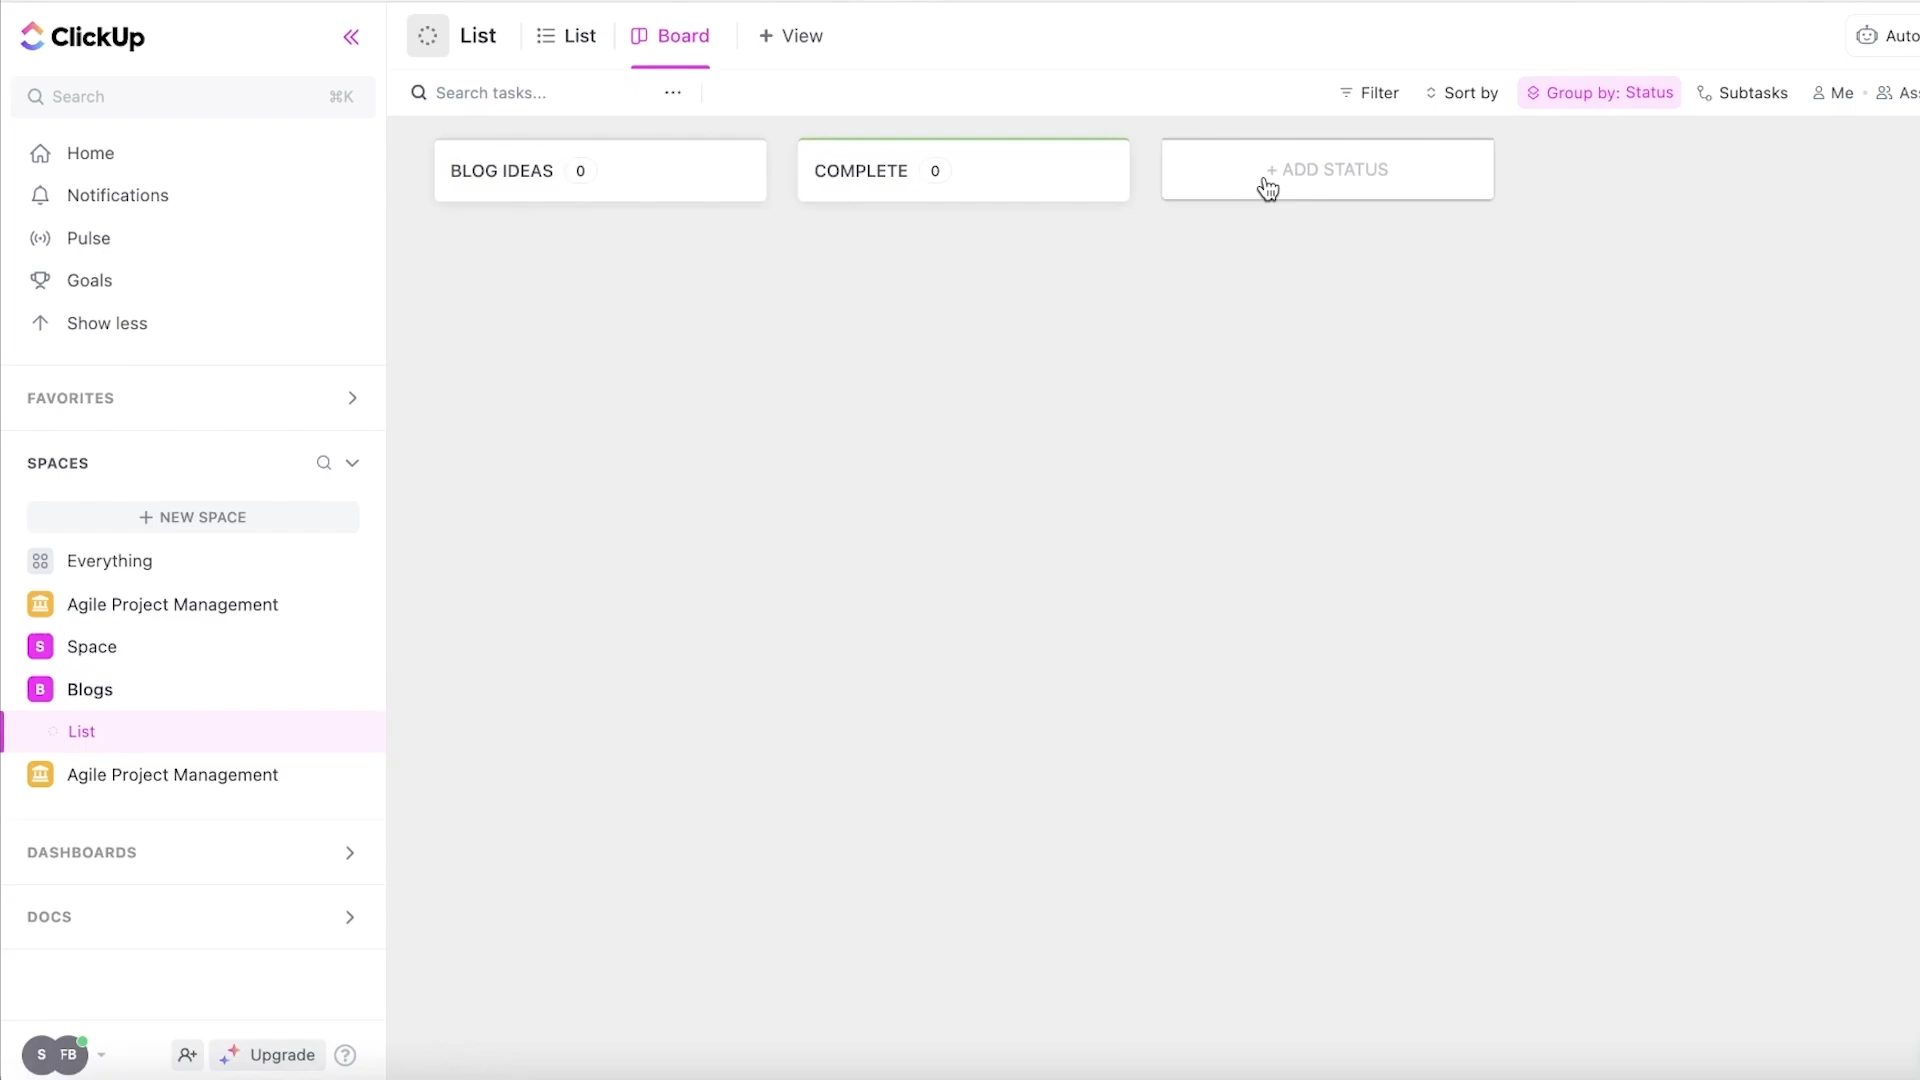 ClickUp
Search ⌘K
Home
Notifications
Pulse
Goals
Show less
FAVORITES
SPACES
+ NEW SPACE
Everything
Agile Project Management
S Space
B Blogs
List
Agile Project Management
DASHBOARDS
DOCS
S FB
Upgrade ?
List List Board + View Auto
Search tasks... ... Filter Sort by Group by: Status Subtasks Me Ass
BLOG IDEAS 0 COMPLETE 0 + ADD STATUS